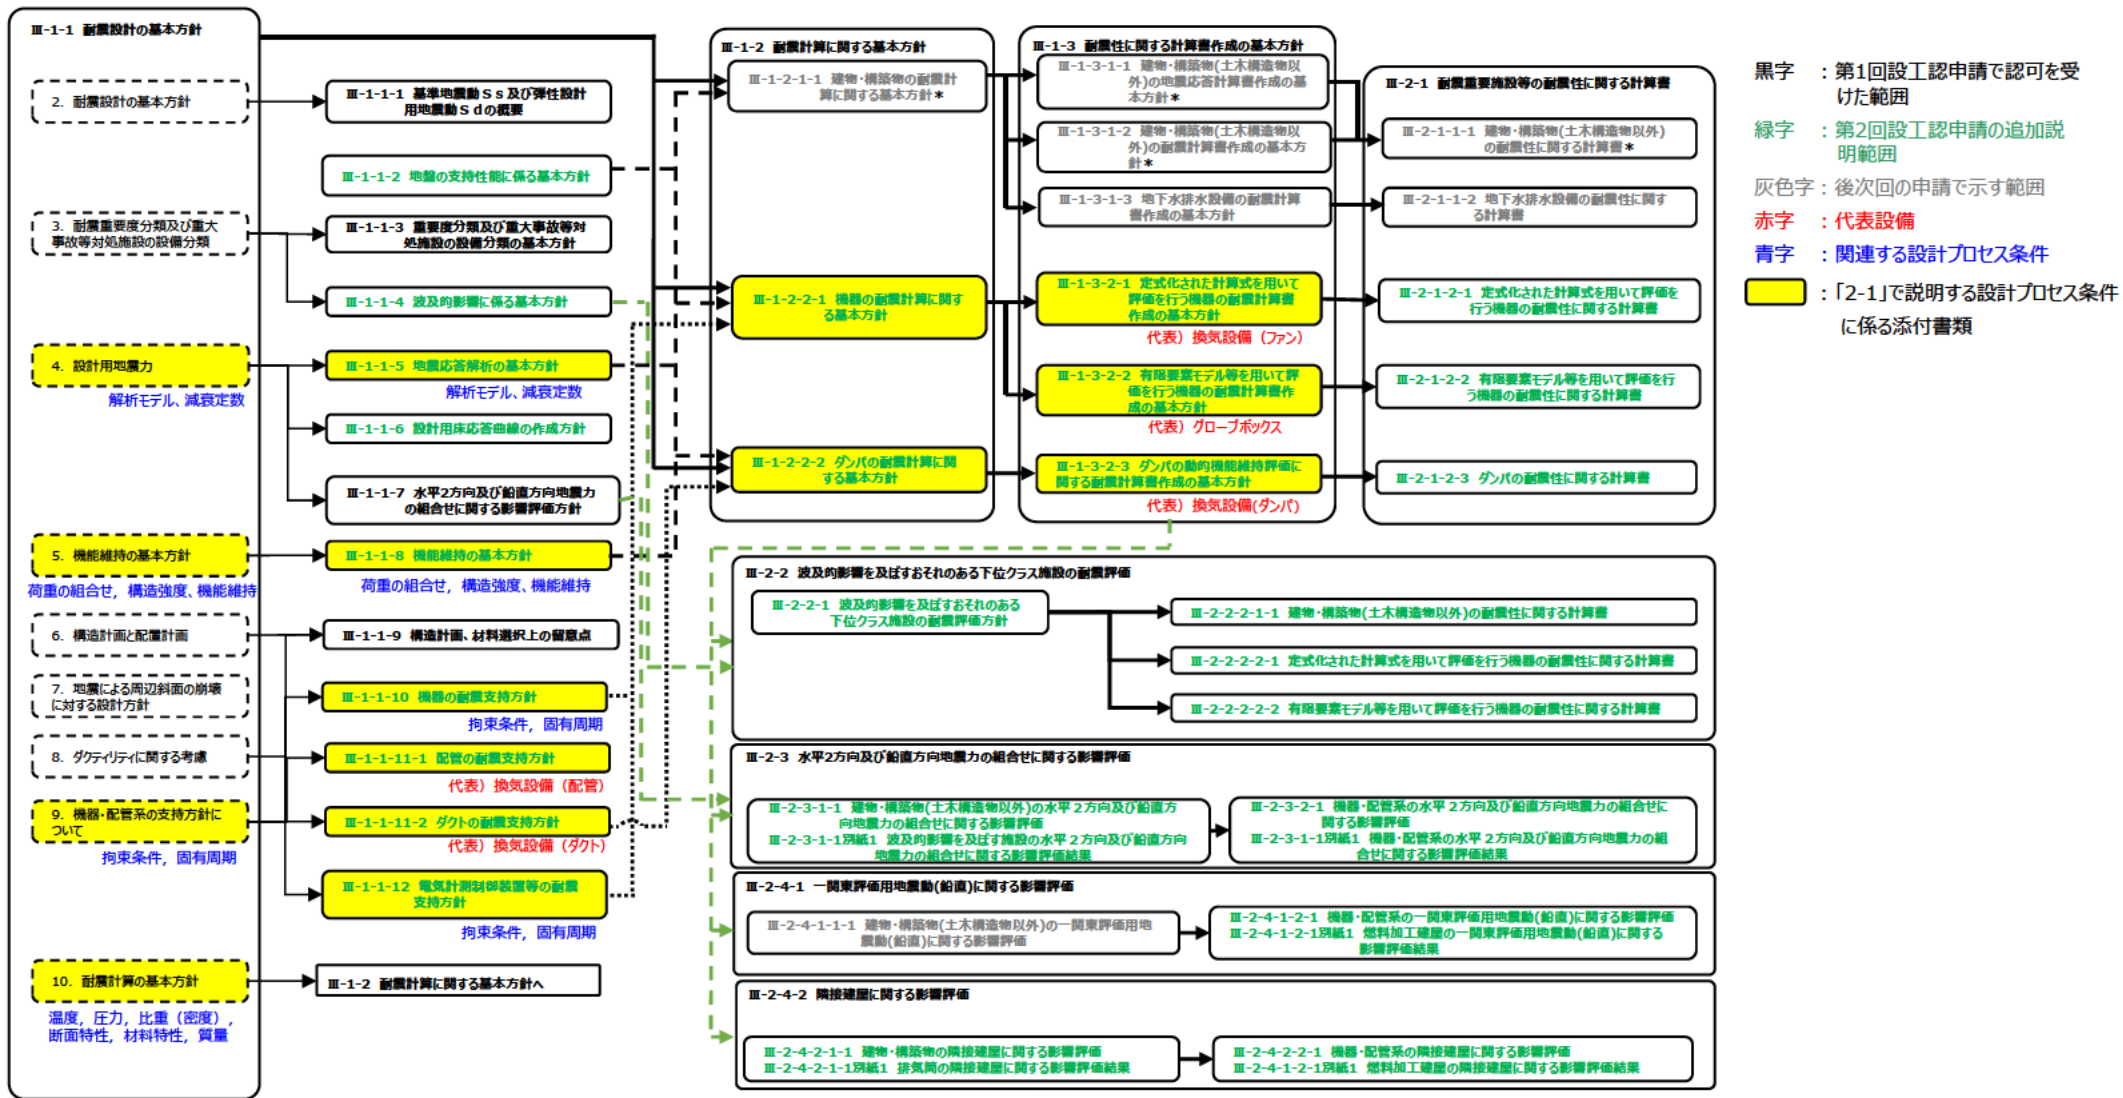 Ⅲ-1-1 耐震設計の基本方針
2. 耐震設計の基本方針
3. 耐震重要度分類及び重大
事故等対処施設の設備分類
4. 設計用地震力
解析モデル、減衰定数
5. 機能維持の基本方針
荷重の組合せ, 構造強度、機能維持
6. 構造計画と配置計画
7. 地震による周辺斜面の崩壊
に対する設計方針
8. ダクティリティに関する考慮
9. 機器・配管系の支持方針に
ついて
拘束条件, 固有周期
10. 耐震計算の基本方針
温度, 圧力, 比重(密度),
断面特性, 材料特性, 質量
Ⅲ-1-1-1 基準地震動Ss及び弾性設計
用地震動Sdの概要
Ⅲ-1-1-2 地盤の支持性能に係る基本方針
Ⅲ-1-1-3 重要度分類及び重大事故等対
処施設の設備分類の基本方針
Ⅲ-1-1-4 波及的影響に係る基本方針
Ⅲ-1-1-5 地震応答解析の基本方針
解析モデル、減衰定数
Ⅲ-1-1-6 設計用床応答曲線の作成方針
Ⅲ-1-1-7 水平2方向及び鉛直方向地震力
の組合せに関する影響評価方針
Ⅲ-1-1-8 機能維持の基本方針
荷重の組合せ, 構造強度、機能維持
Ⅲ-1-1-9 構造計画、材料選択上の留意点
Ⅲ-1-1-10 機器の耐震支持方針
拘束条件, 固有周期
Ⅲ-1-1-11-1 配管の耐震支持方針
代表)換気設備(配管)
Ⅲ-1-1-11-2 ダクトの耐震支持方針
代表)換気設備(ダクト)
Ⅲ-1-1-12 電気計測制御装置等の耐震
支持方針
拘束条件, 固有周期
Ⅲ-1-2 耐震計算に関する基本方針へ
Ⅲ-1-2 耐震計算に関する基本方針
Ⅲ-1-2-1-1 建物・構築物の耐震計
算に関する基本方針*
Ⅲ-1-2-2-1 機器の耐震計算に関す
る基本方針
Ⅲ-1-2-2-2 ダンパの耐震計算に関
する基本方針
Ⅲ-1-3 耐震性に関する計算書作成の基本方針
Ⅲ-1-3-1-1 建物・構築物(土木構造物以
外)の地震応答計算書作成の基
本方針*
Ⅲ-1-3-1-2 建物・構築物(土木構造物以
外)の耐震計算書作成の基本方
針*
Ⅲ-1-3-1-3 地下水排水設備の耐震計算
書作成の基本方針
Ⅲ-1-3-2-1 定式化された計算式を用いて
評価を行う機器の耐震計算書
作成の基本方針
代表)換気設備(ファン)
Ⅲ-1-3-2-2 有限要素モデル等を用いて評
価を行う機器の耐震計算書作
成の基本方針
代表)グローブボックス
Ⅲ-1-3-2-3 ダンパの動的機能維持評価に
関する耐震計算書作成の基本方針
代表)換気設備(ダンパ)
Ⅲ-2-1 耐震重要施設等の耐震性に関する計算書
Ⅲ-2-1-1-1 建物・構築物(土木構造物以外)
の耐震性に関する計算書*
Ⅲ-2-1-1-2 地下水排水設備の耐震性に関す
る計算書
Ⅲ-2-1-2-1 定式化された計算式を用いて評価を
行う機器の耐震性に関する計算書
Ⅲ-2-1-2-2 有限要素モデル等を用いて評価を行
う機器の耐震性に関する計算書
Ⅲ-2-1-2-3 ダンパの耐震性に関する計算書
Ⅲ-2-2 波及的影響を及ぼすおそれのある下位クラス施設の耐震評価
Ⅲ-2-2-1 波及的影響を及ぼすおそれのある
下位クラス施設の耐震評価方針
Ⅲ-2-2-2-1-1 建物・構築物(土木構造物以外)の耐震性に関する計算書
Ⅲ-2-2-2-2-1 定式化された計算式を用いて評価を行う機器の耐震性に関する計算書
Ⅲ-2-2-2-2-2 有限要素モデル等を用いて評価を行う機器の耐震性に関する計算書
Ⅲ-2-3 水平2方向及び鉛直方向地震力の組合せに関する影響評価
Ⅲ-2-3-1-1 建物・構築物(土木構造物以外)の水平2方向及び鉛直方
向地震力の組合せに関する影響評価
Ⅲ-2-3-1-1別紙1 波及的影響を及ぼす施設の水平2方向及び鉛直方向
地震力の組合せに関する影響評価結果
Ⅲ-2-3-2-1 機器・配管系の水平2方向及び鉛直方向地震力の組合せに
関する影響評価
Ⅲ-2-3-1-1別紙1 機器・配管系の水平2方向及び鉛直方向地震力の組
合せに関する影響評価結果
Ⅲ-2-4-1 一関東評価用地震動(鉛直)に関する影響評価
Ⅲ-2-4-1-1-1 建物・構築物(土木構造物以外)の一関東評価用地
震動(鉛直)に関する影響評価
Ⅲ-2-4-1-2-1 機器・配管系の一関東評価用地震動(鉛直)に関する影響評価
Ⅲ-2-4-1-2-1別紙1 燃料加工建屋の一関東評価用地震動(鉛直)に関する
影響評価結果
Ⅲ-2-4-2 隣接建屋に関する影響評価
Ⅲ-2-4-2-1-1 建物・構築物の隣接建屋に関する影響評価
Ⅲ-2-4-2-1-1別紙1 排気筒の隣接建屋に関する影響評価結果
Ⅲ-2-4-2-2-1 機器・配管系の隣接建屋に関する影響評価
Ⅲ-2-4-1-2-1別紙1 燃料加工建屋の隣接建屋に関する影響評価結果
黒字 :第1回設工認申請で認可を受
けた範囲
緑字 :第2回設工認申請の追加説
明範囲
灰色字:後次回の申請で示す範囲
赤字 :代表設備
青字 :関連する設計プロセス条件
:「2-1」で説明する設計プロセス条件
に係る添付書類